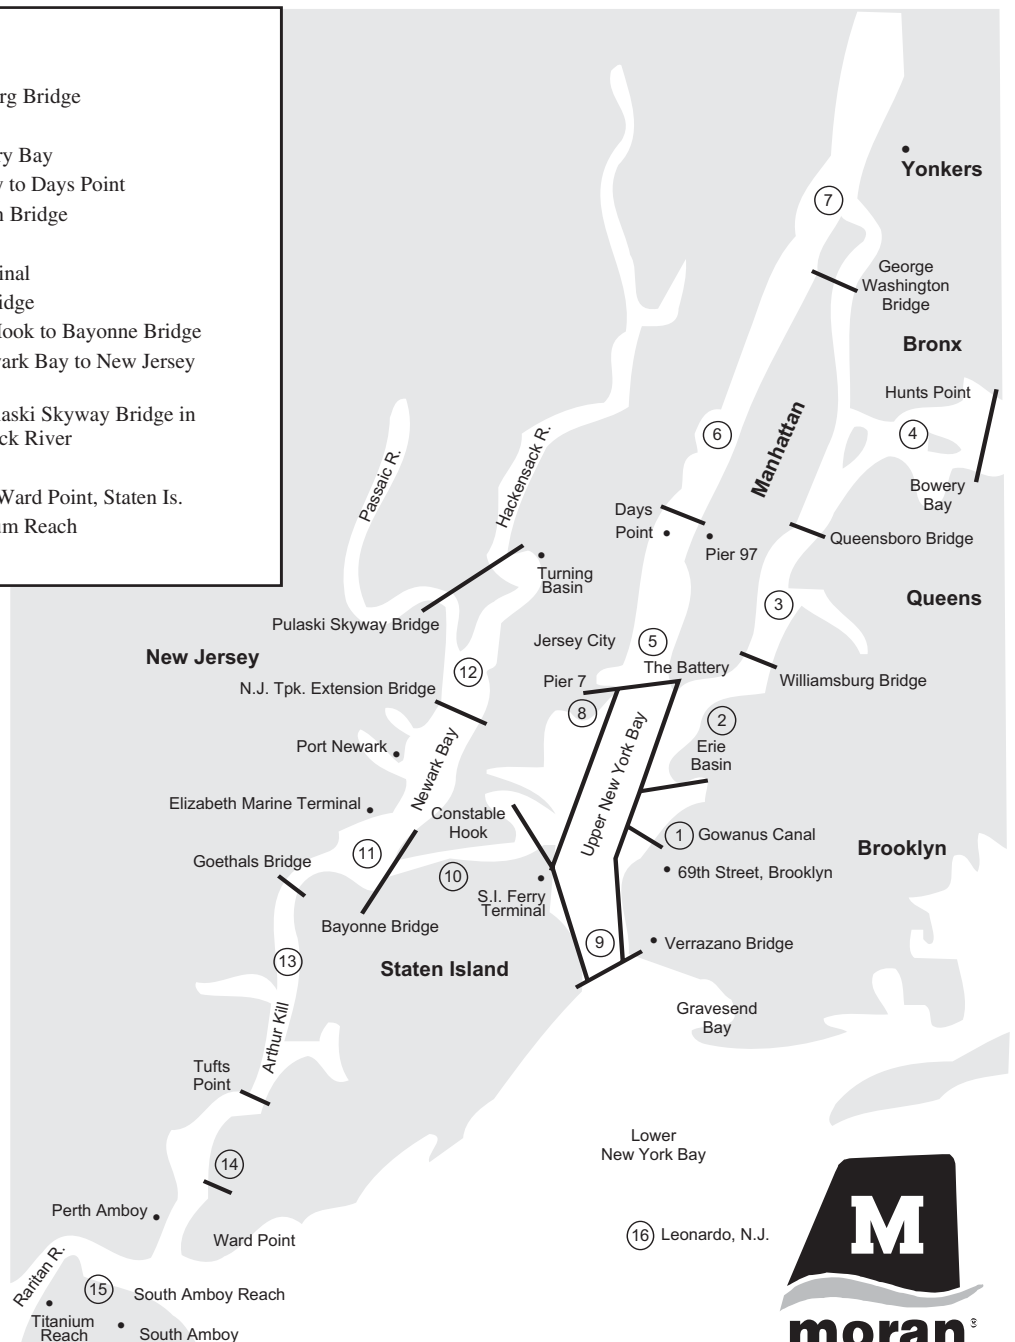 rg Bridge
ry Bay
y to Days Point
n Bridge
inal
idge
Hook to Bayonne Bridge
ark Bay to New Jersey
laski Skyway Bridge in
ck River
Ward Point, Staten Is.
um Reach
Yonkers
7
George
Washington
Bridge
Bronx
Hunts Point
4
Bowery
Bay
6
Manhattan
Passaic R.
Hackensack R.
Days
Point
Pier 97
Queensboro Bridge
Turning
Basin
Queens
3
Pulaski Skyway Bridge
Jersey City
5
New Jersey
The Battery
12
Pier 7
Williamsburg Bridge
N.J. Tpk. Extension Bridge
8
2
Erie
Basin
Port Newark
Newark Bay
Upper New York Bay
Elizabeth Marine Terminal
Constable
Hook
1
Gowanus Canal
Brooklyn
Goethals Bridge
11
10
69th Street, Brooklyn
S.I. Ferry
Terminal
Bayonne Bridge
9
Verrazano Bridge
13
Staten Island
Gravesend
Bay
Arthur Kill
Tufts
Point
Lower
New York Bay
14
Perth Amboy
Ward Point
16
Leonardo, N.J.
M
Raritan R.
15
South Amboy Reach
Titanium
Reach
South Amboy
moran®